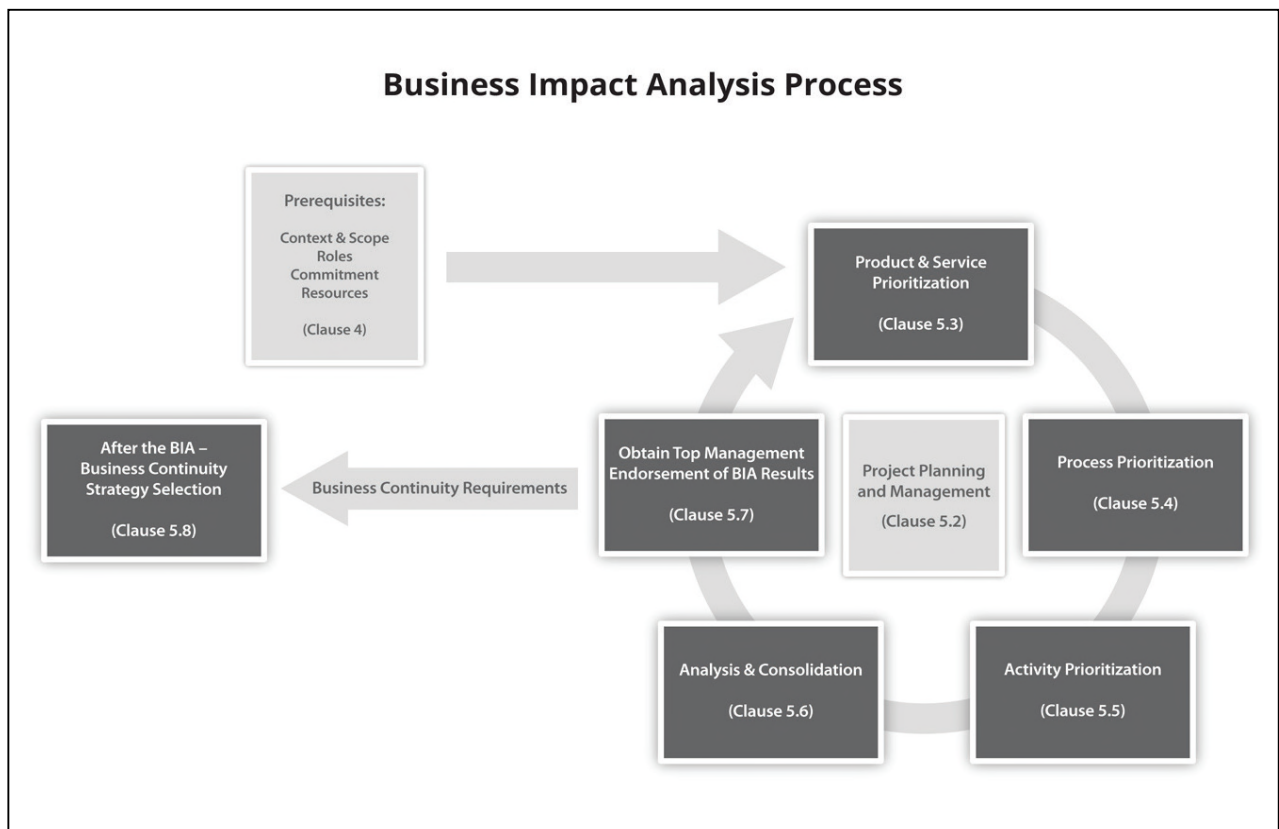 Business Impact Analysis Process
Prerequisites:
Context & Scope
Roles
Commitment
Resources
(Clause 4)
Product & Service
Prioritization
(Clause 5.3)
After the BIA –
Business Continuity
Strategy Selection
(Clause 5.8)
Business Continuity Requirements
Obtain Top Management
Endorsement of BIA Results
(Clause 5.7)
Project Planning
and Management
(Clause 5.2)
Process Prioritization
(Clause 5.4)
Analysis & Consolidation
(Clause 5.6)
Activity Prioritization
(Clause 5.5)